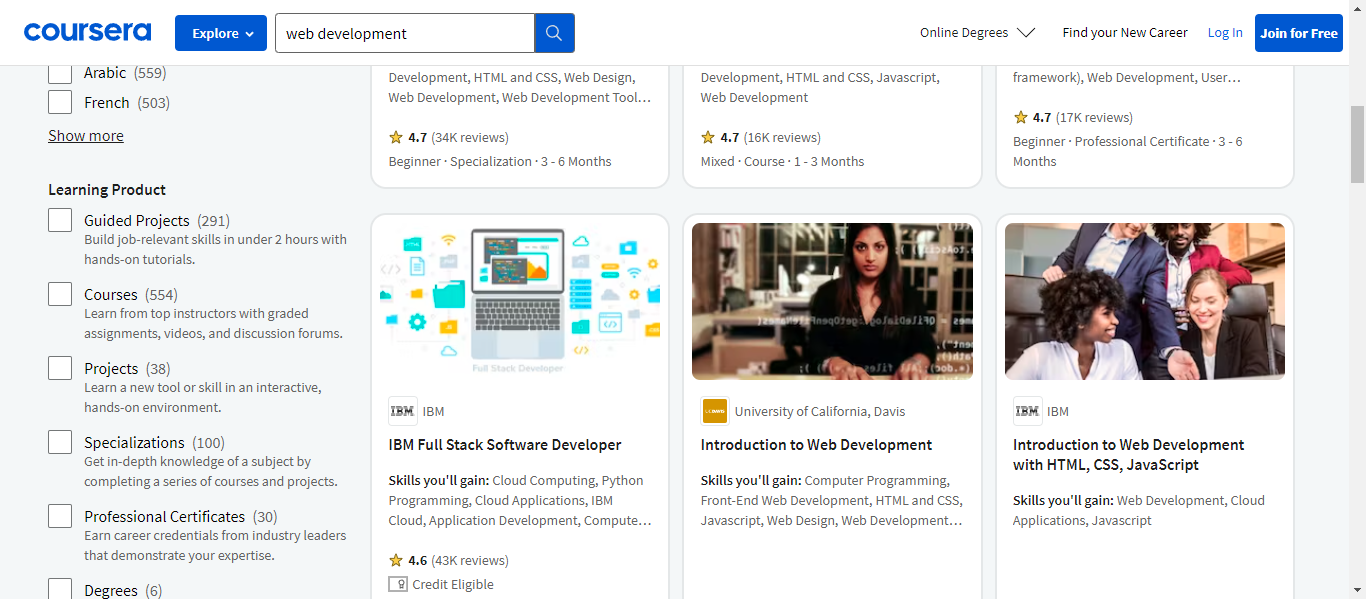 coursera
Explore
web development
Online Degrees
Find your New Career
Log In
Join for Free
Arabic (559)
French (503)
Show more
Learning Product
Guided Projects (291)
Build job-relevant skills in under 2 hours with
hands-on tutorials.
Courses (554)
Learn from top instructors with graded
assignments, videos, and discussion forums.
Projects (38)
Learn a new tool or skill in an interactive,
hands-on environment.
Specializations (100)
Get in-depth knowledge of a subject by
completing a series of courses and projects.
Professional Certificates (30)
Earn career credentials from industry leaders
that demonstrate your expertise.
Degrees (6)
Development, HTML and CSS, Web Design,
Web Development, Web Development Tool…
4.7 (34K reviews)
Beginner · Specialization · 3 - 6 Months
Development, HTML and CSS, Javascript,
Web Development
4.7 (16K reviews)
Mixed · Course · 1 - 3 Months
framework), Web Development, User…
4.7 (17K reviews)
Beginner · Professional Certificate · 3 - 6
Months
Full Stack Developer
IBM
IBM
IBM Full Stack Software Developer
Skills you'll gain: Cloud Computing, Python
Programming, Cloud Applications, IBM
Cloud, Application Development, Compute…
4.6 (43K reviews)
Credit Eligible
UCDAVIS
University of California, Davis
Introduction to Web Development
Skills you'll gain: Computer Programming,
Front-End Web Development, HTML and CSS,
Javascript, Web Design, Web Development…
IBM
IBM
Introduction to Web Development
with HTML, CSS, JavaScript
Skills you'll gain: Web Development, Cloud
Applications, Javascript